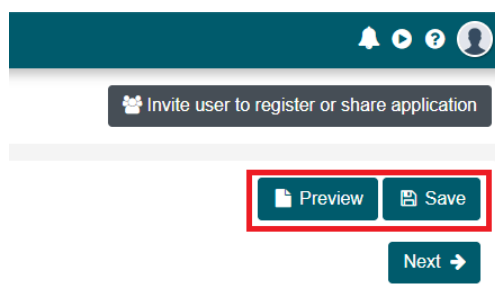 Invite user to register or share application
Preview Save
Next